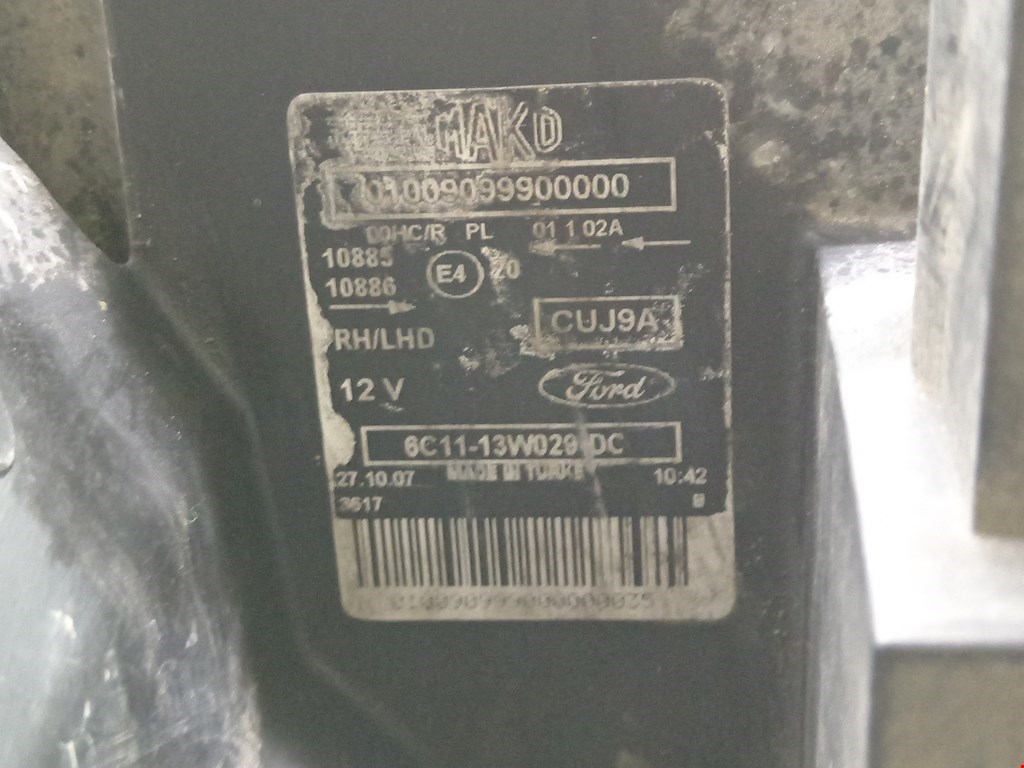 MAKO
01009099900000
00HC/R PL 01 1 02A
10885
10886
E4 20
RH/LHD
CUJ9A
12 V
Ford
6C11-13W029 DC
MADE IN TURKEY
27.10.07 10:42
3617